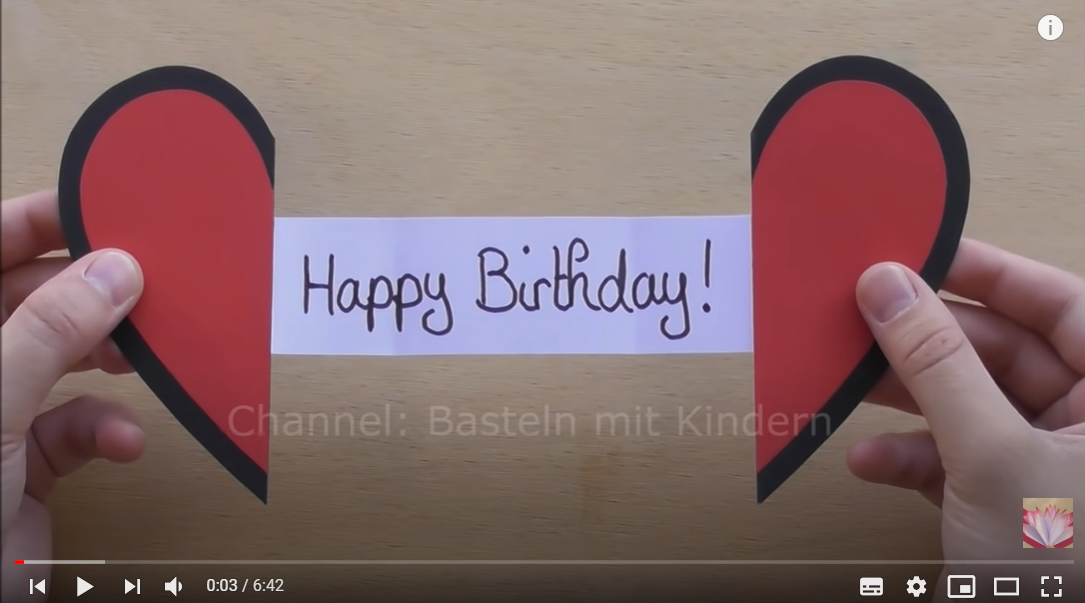 Happy Birthday!
Channel: Basteln mit Kindern
0:03 / 6:42